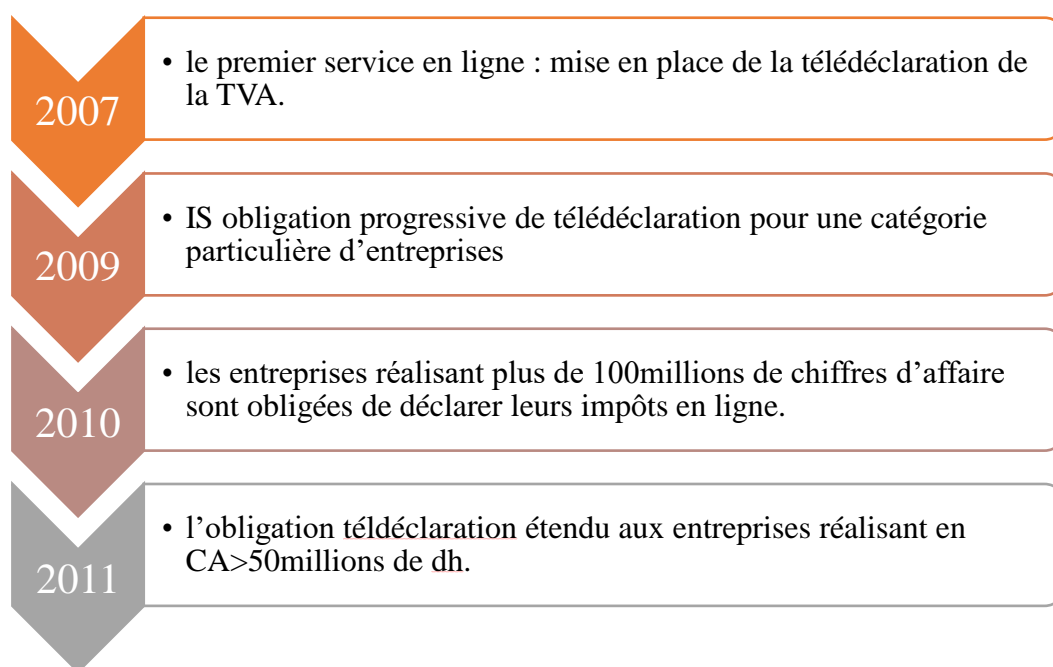 2007
• le premier service en ligne : mise en place de la télédéclaration de
la TVA.
2009
• IS obligation progressive de télédéclaration pour une catégorie
particulière d’entreprises
2010
• les entreprises réalisant plus de 100millions de chiffres d’affaire
sont obligées de déclarer leurs impôts en ligne.
2011
• l’obligation téldéclaration étendu aux entreprises réalisant en
CA>50millions de dh.